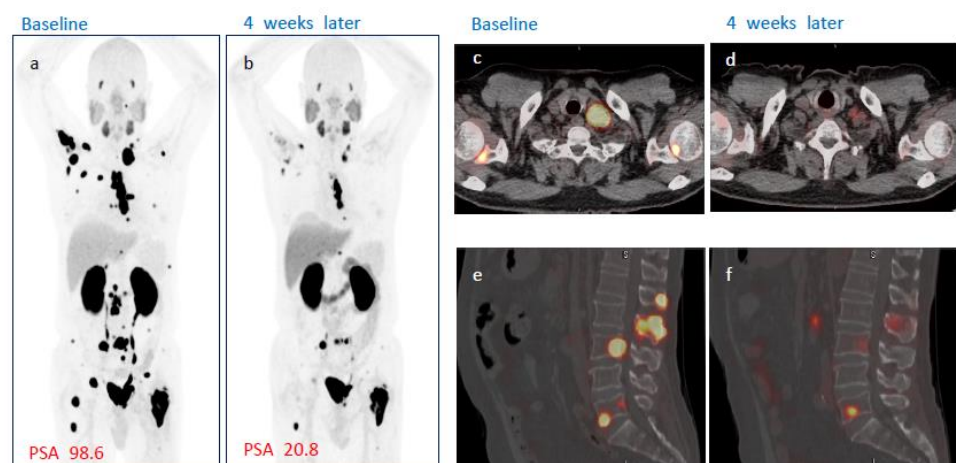 Baseline
4 weeks later
Baseline
4 weeks later
a
b
c
d
PSA 98.6
PSA 20.8
e
f
S
S
I
I